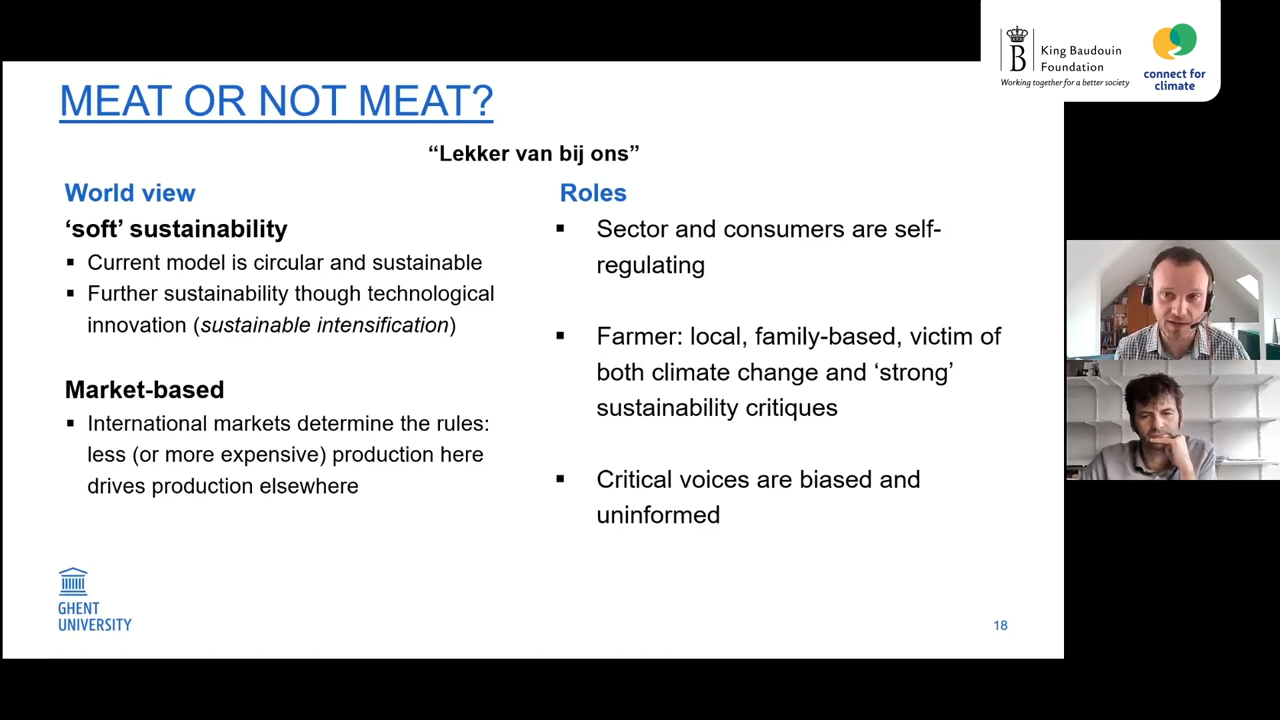 King Baudouin
Foundation
Working together for a better society
connect for
climate
MEAT OR NOT MEAT?
“Lekker van bij ons”
World view
‘soft’ sustainability
▪ Current model is circular and sustainable
▪ Further sustainability though technological
innovation (sustainable intensification)
Market-based
▪ International markets determine the rules:
less (or more expensive) production here
drives production elsewhere
Roles
▪ Sector and consumers are self-
regulating
▪ Farmer: local, family-based, victim of
both climate change and ‘strong’
sustainability critiques
▪ Critical voices are biased and
uninformed
GHENT
UNIVERSITY
18